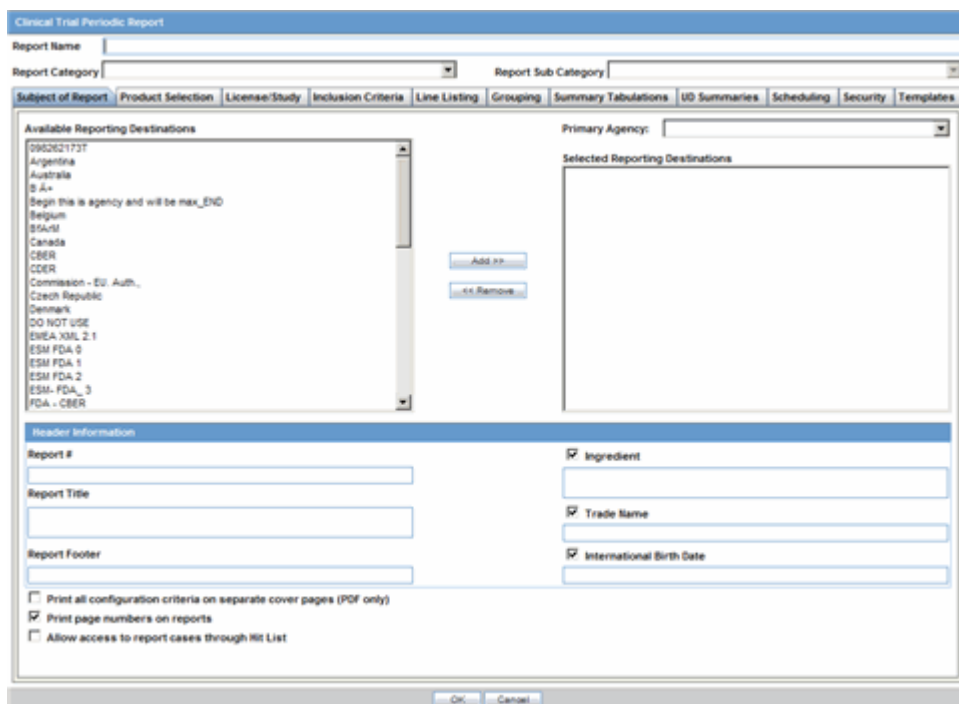 Clinical Trial Periodic Report
Report Name
Report Category
Report Sub Category
Subject of Report
Product Selection
License/Study
Inclusion Criteria
Line Listing
Grouping
Summary Tabulations
UD Summaries
Scheduling
Security
Templates
Available Reporting Destinations
Primary Agency:
098262173T
Argentina
Australia
B Ä+
Begin this is agency and will be max_END
Belgium
BfArM
Canada
CBER
CDER
Commission - EU. Auth.,
Czech Republic
Denmark
DO NOT USE
EMEA XML 2.1
ESM FDA 0
ESM FDA 1
ESM FDA 2
ESM- FDA_ 3
FDA - CBER
Selected Reporting Destinations
Add >>
<< Remove
Header Information
Report #
Ingredient
Report Title
Trade Name
Report Footer
International Birth Date
Print all configuration criteria on separate cover pages (PDF only)
Print page numbers on reports
Allow access to report cases through Hit List
OK
Cancel